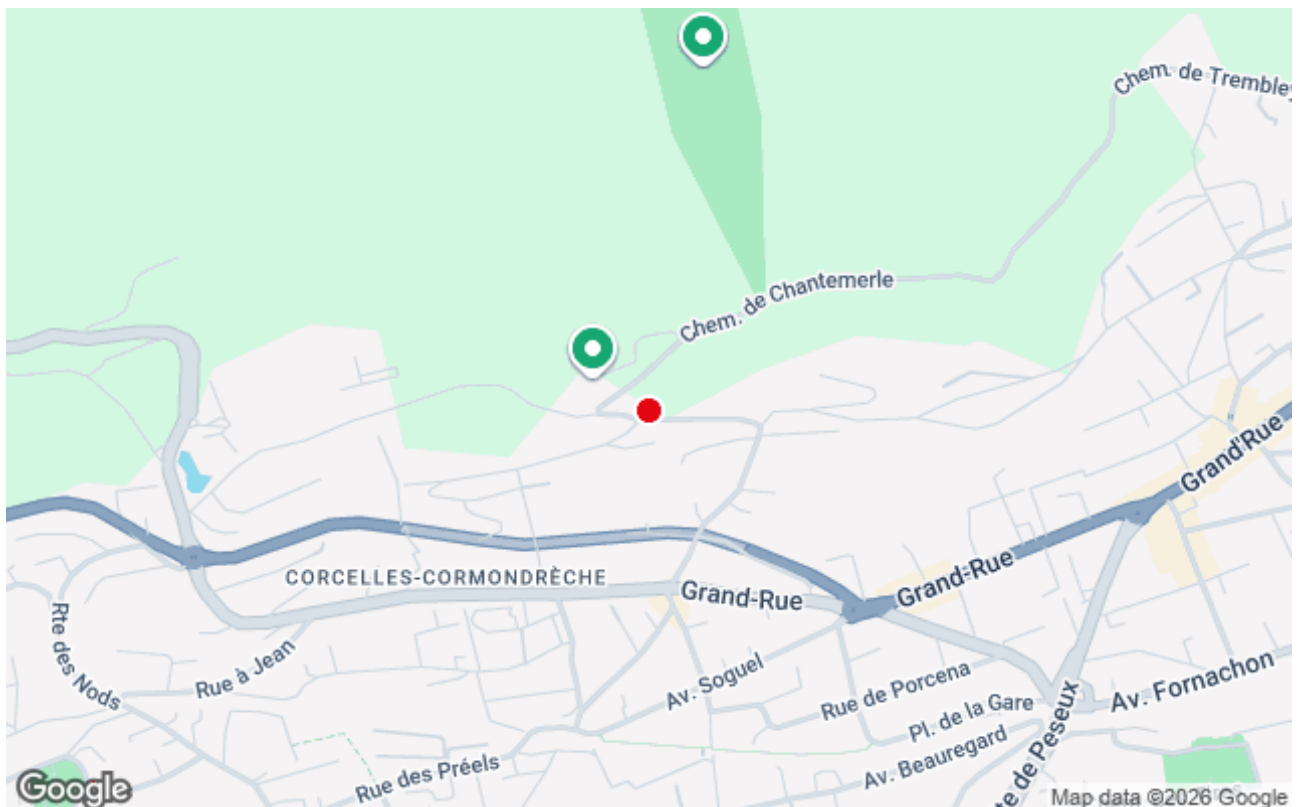 Chem. de Trembley
Chem. de Chantemerle
Grand'Rue
CORCELLES-CORMONDRÈCHE
Grand-Rue
Grand-Rue
Rte des Nods
Rue à Jean
Av. Soguel
Rue de Porcena
Av. Fornachon
Pl. de la Gare
Rue des Préels
Av. Beauregard
te de Peseux
Google
Map data ©2026 Google